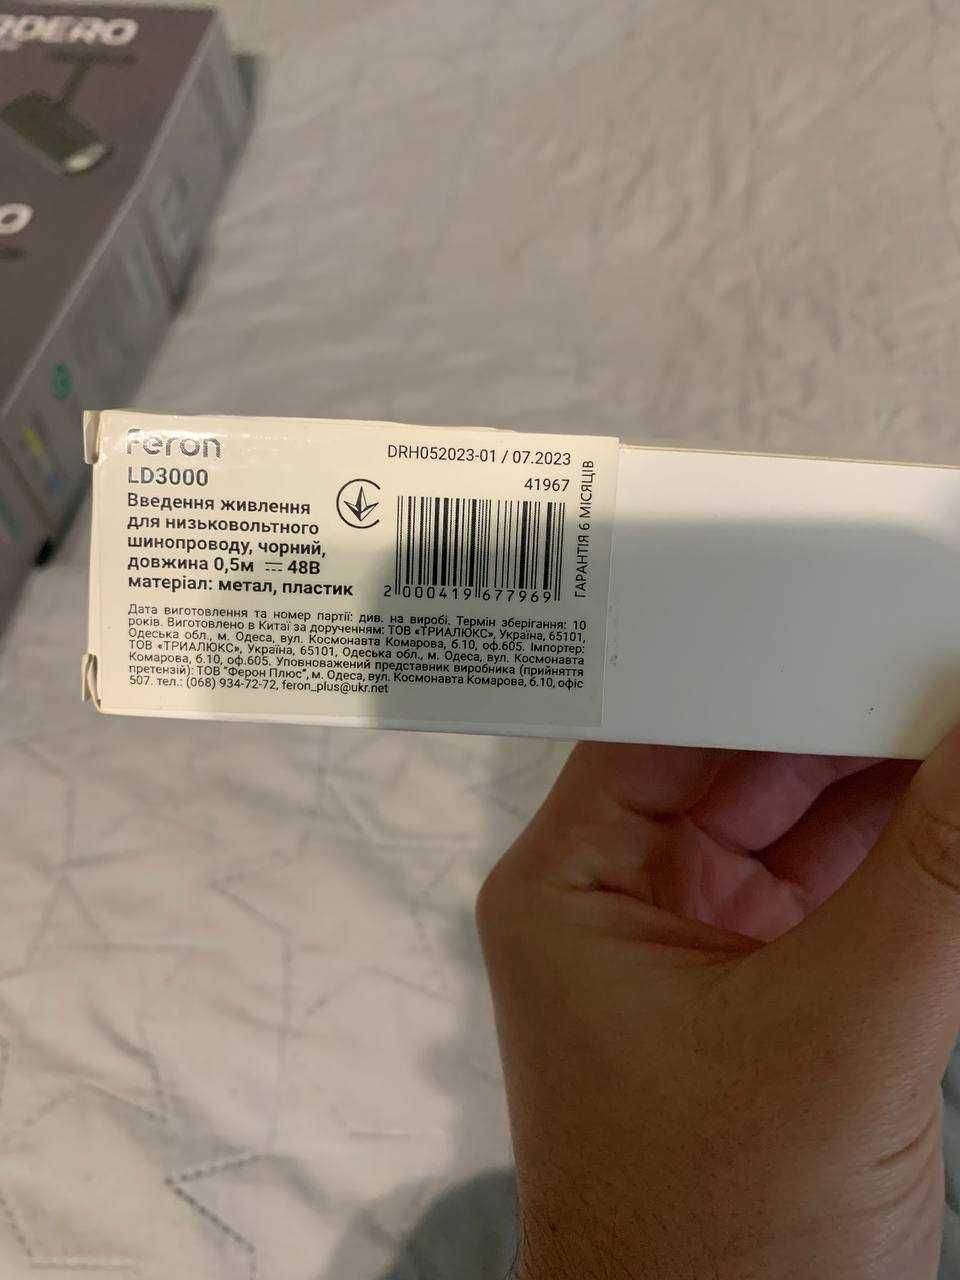 feron
LD3000
Введення живлення
для низьковольтного
шинопроводу, чорний,
довжина 0,5м ⎓ 48В
матеріал: метал, пластик
DRH052023-01 / 07.2023
41967
2 000419 677969
ГАРАНТІЯ 6 МІСЯЦІВ
Дата виготовлення та номер партії: див. на виробі. Термін зберігання: 10
років. Виготовлено в Китаї за дорученням: ТОВ «ТРИАЛЮКС», Україна, 65101,
Одеська обл., м. Одеса, вул. Космонавта Комарова, б.10, оф.605. Імпортер:
ТОВ «ТРИАЛЮКС», Україна, 65101, Одеська обл., м. Одеса, вул. Космонавта
Комарова, б.10, оф.605. Уповноважений представник виробника (прийняття
претензій): ТОВ "Ферон Плюс", м. Одеса, вул. Космонавта Комарова, б.10, офіс
507. тел.: (068) 934-72-72, feron_plus@ukr.net